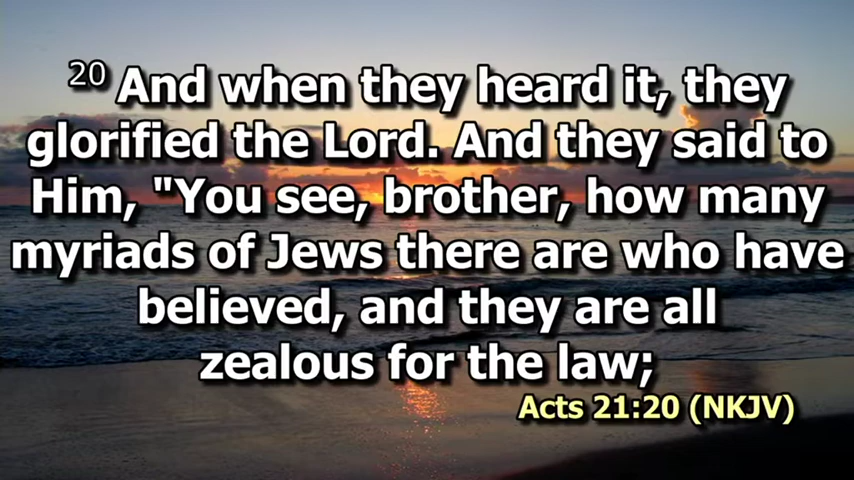 20 And when they heard it, they
glorified the Lord. And they said to
Him, "You see, brother, how many
myriads of Jews there are who have
believed, and they are all
zealous for the law;
Acts 21:20 (NKJV)